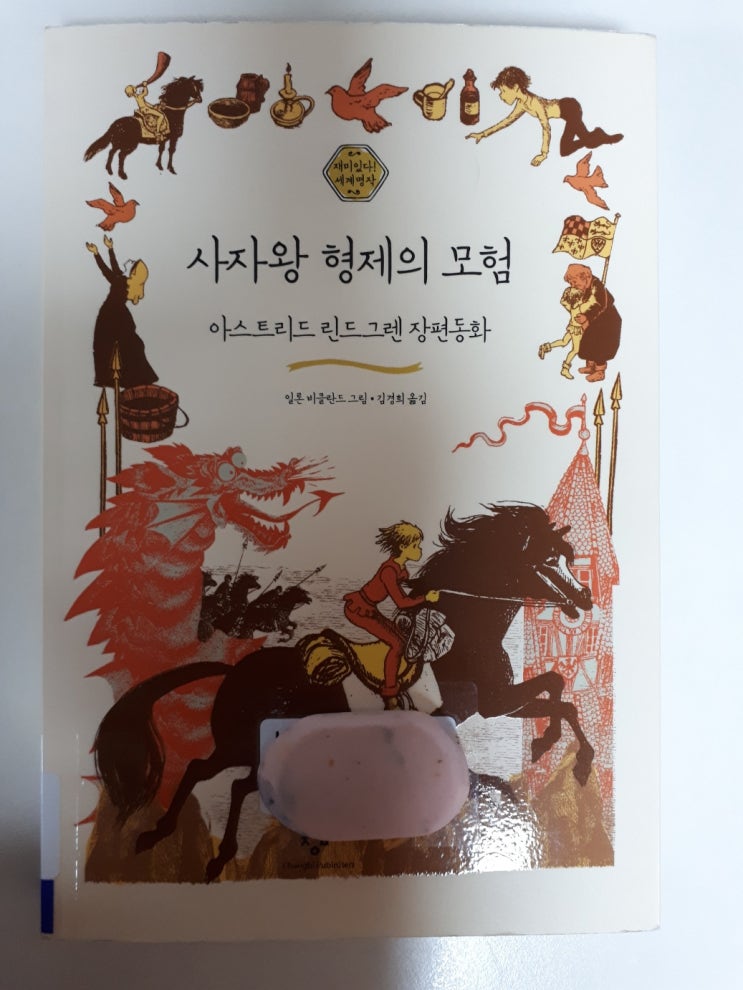 재미있다!
세계명작
사자왕 형제의 모험
아스트리드 린드그렌 장편동화
일론 비클란드 그림 • 김경희 옮김
Changbi Publishers